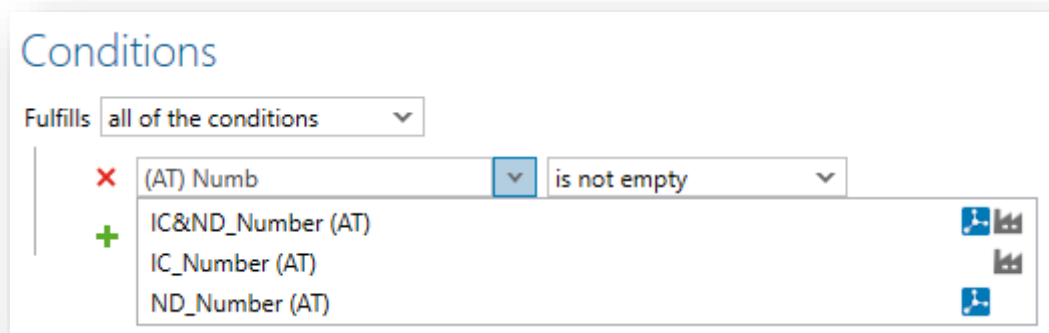 Conditions
Fulfills all of the conditions
(AT) Numb is not empty
IC&ND_Number (AT)
IC_Number (AT)
ND_Number (AT)